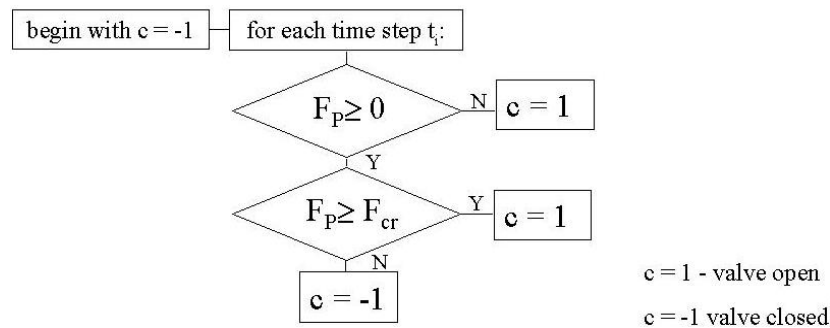 begin with c = -1
for each time step tᵢ:
F_P ≥ 0
N
c = 1
Y
F_P ≥ F_cr
Y
c = 1
N
c = -1
c = 1 - valve open
c = -1 valve closed